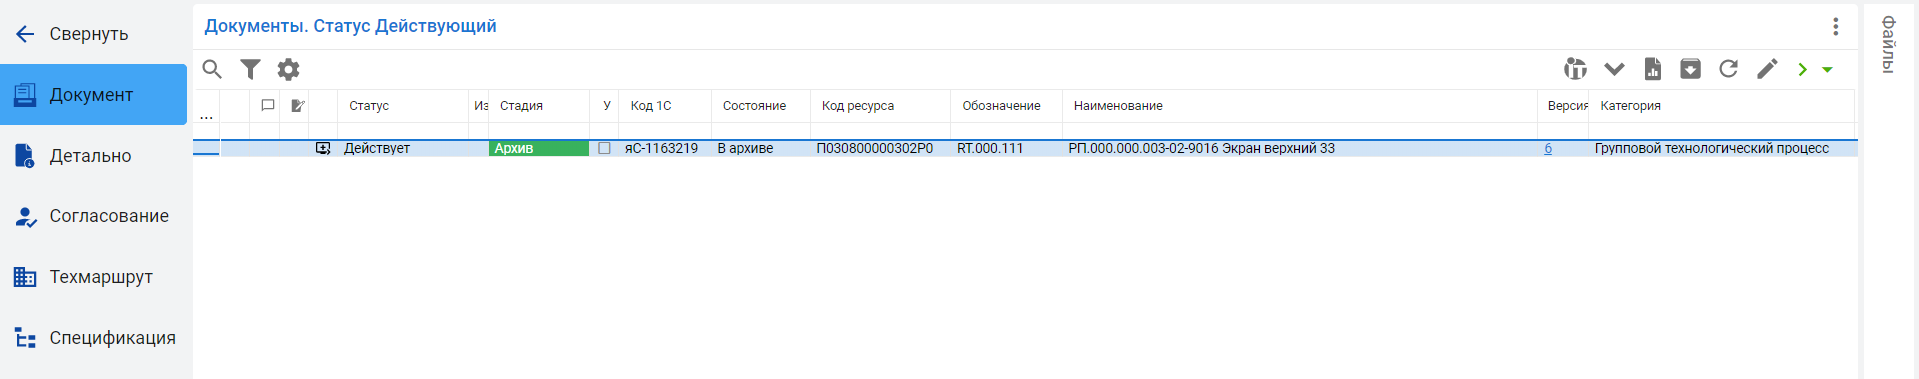 Свернуть
Документ
Детально
Согласование
Техмаршрут
Спецификация
Документы. Статус Действующий
... Статус Из Стадия У Код 1С Состояние Код ресурса Обозначение Наименование Версия Категория
Действует Архив яС-1163219 В архиве П030800000302Р0 RT.000.111 РП.000.000.003-02-9016 Экран верхний 33 6 Групповой технологический процесс
Файлы